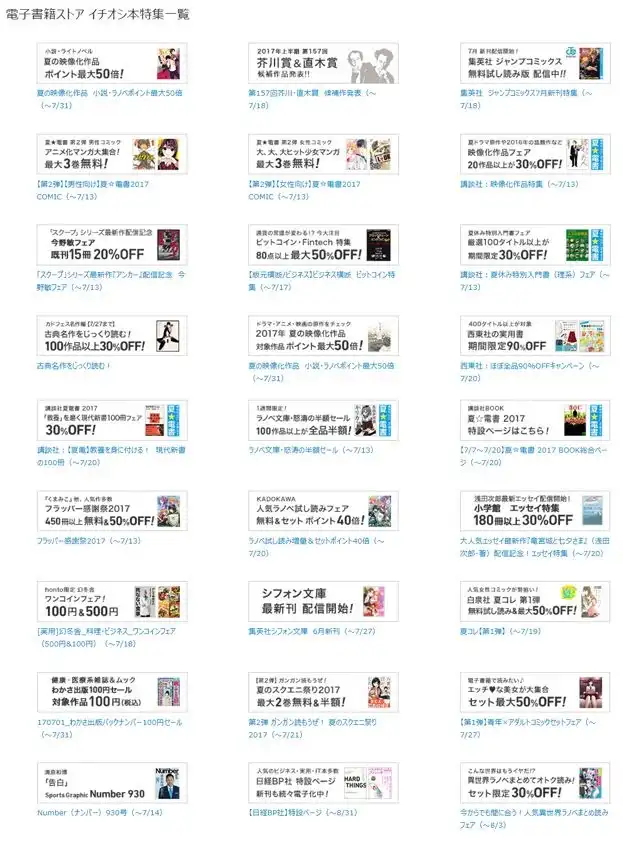 電子書籍ストア イチオシ本特集一覧
小説・ライトノベル
夏の映像化作品
ポイント最大50倍!
夏の映像化作品 小説・ラノベポイント最大50倍
(～7/31)
2017年上半期 第157回
芥川賞&直木賞
候補作品発表!!
第157回芥川・直木賞 候補作発表(～
7/18)
7月 新刊配信開始!
集英社 ジャンプコミックス
無料試し読み版 配信中!!
集英社 ジャンプコミックス7月新刊特集(～
7/18)
夏★電書 第2弾 男性コミック
アニメ化マンガ大集合!
最大3巻無料!
【第2弾】【男性向け】夏☆電書2017
COMIC(～7/13)
夏★電書 第2弾 女性コミック
大、大、大ヒット少女マンガ
最大3巻無料!
【第2弾】【女性向け】夏☆電書2017
COMIC(～7/13)
夏ドラマ原作や2016年の話題作など
映像化作品フェア
20作品以上が30%OFF!
夏★電書
講談社:映像化作品特集(～7/13)
「スクープ」シリーズ最新作配信記念
今野敏フェア
既刊15冊 20%OFF
「スクープ」シリーズ最新作『アンカー』配信記念 今
野敏フェア(～7/13)
通貨の常識が変わる!? 今大注目
ビットコイン・Fintech 特集
80点以上 最大50%OFF!
【版元横断/ビジネス】ビジネス横断 ビットコイン特
集(～7/17)
夏休み特別入門書フェア
厳選100タイトル以上が
期間限定30%OFF!
夏★電書
講談社:夏休み特別入門書(理系)フェア(～
7/13)
カドフェス名作編【7/27まで】
古典名作をじっくり読む!
100作品以上30%OFF!
古典名作をじっくり読む!
ドラマ・アニメ・映画の原作をチェック
2017年 夏の映像化作品
対象作品ポイント最大50倍!
夏の映像化作品 小説・ラノベポイント最大50倍
(～7/31)
400タイトル以上が対象
西東社の実用書
期間限定90%OFF
西東社:ほぼ全品90%OFFキャンペーン(～
7/20)
講談社夏電書 2017
「教養」を磨く現代新書100冊フェア
30%OFF!
夏★電書
講談社:【夏電】教養を身に付ける! 現代新書
の100冊(～7/20)
1週間限定!
ラノベ文庫・怒涛の半額セール
100作品以上が全品半額!
ラノベ文庫・怒涛の半額セール(～7/13)
講談社BOOK
夏☆電書 2017
特設ページはこちら!
夏★電書
【7/7～7/20】夏☆電書 2017 BOOK総合ペー
ジ(～7/20)
『くまみこ』他、人気作多数
フラッパー感謝祭2017
450冊以上無料&50%OFF!
フラッパー感謝祭2017(～7/13)
KADOKAWA
人気ラノベ試し読みフェア
無料&セット ポイント40倍!
ラノベ試し読み増量&セットポイント40倍(～
7/20)
浅田次郎最新エッセイ配信開始!
小学館 エッセイ特集
180冊以上30%OFF
大人気エッセイ最新作『竜宮城と七夕さま』(浅田
次郎・著)配信記念!エッセイ特集(～7/20)
honto限定 幻冬舎
ワンコインフェア!
100円&500円
[実用]幻冬舎_料理・ビジネス_ワンコインフェア
(500円&100円)(～7/18)
シフォン文庫
最新刊 配信開始!
集英社シフォン文庫 6月新刊(～7/27)
人気女性コミックが勢揃い!
白泉社 夏コレ 第1弾
無料試し読み&最大50%OFF!
夏コレ【第1弾】(～7/19)
健康・医療系雑誌&ムック
わかさ出版100円セール
対象作品100円(税込)
170701_わかさ出版バックナンバー100円セール
(～7/31)
【第2弾】ガンガン読もうぜ!
夏のスクエニ祭り2017
最大2巻無料&半額!
第2弾 ガンガン読もうぜ! 夏のスクエニ祭り
2017(～7/21)
電子書籍で読みたい♪
エッチ♥な美女が大集合
セット最大50%OFF!
【第1弾】青年×アダルトコミックセットフェア(～
7/27)
清原和博
「告白」
Sports Graphic Number 930
Number
Number(ナンバー)930号(～7/14)
人気のビジネス・実用・IT本多数
日経BP社 特設ページ
新刊も続々電子化中!
HARD
THINGS
【日経BP社】特設ページ(～8/31)
こんな世界はもうイヤだ!?
異世界ラノベまとめてオトク読み!
セット限定30%OFF!
今からでも間に合う!人気異世界ラノベまとめ読み
フェア(～8/3)